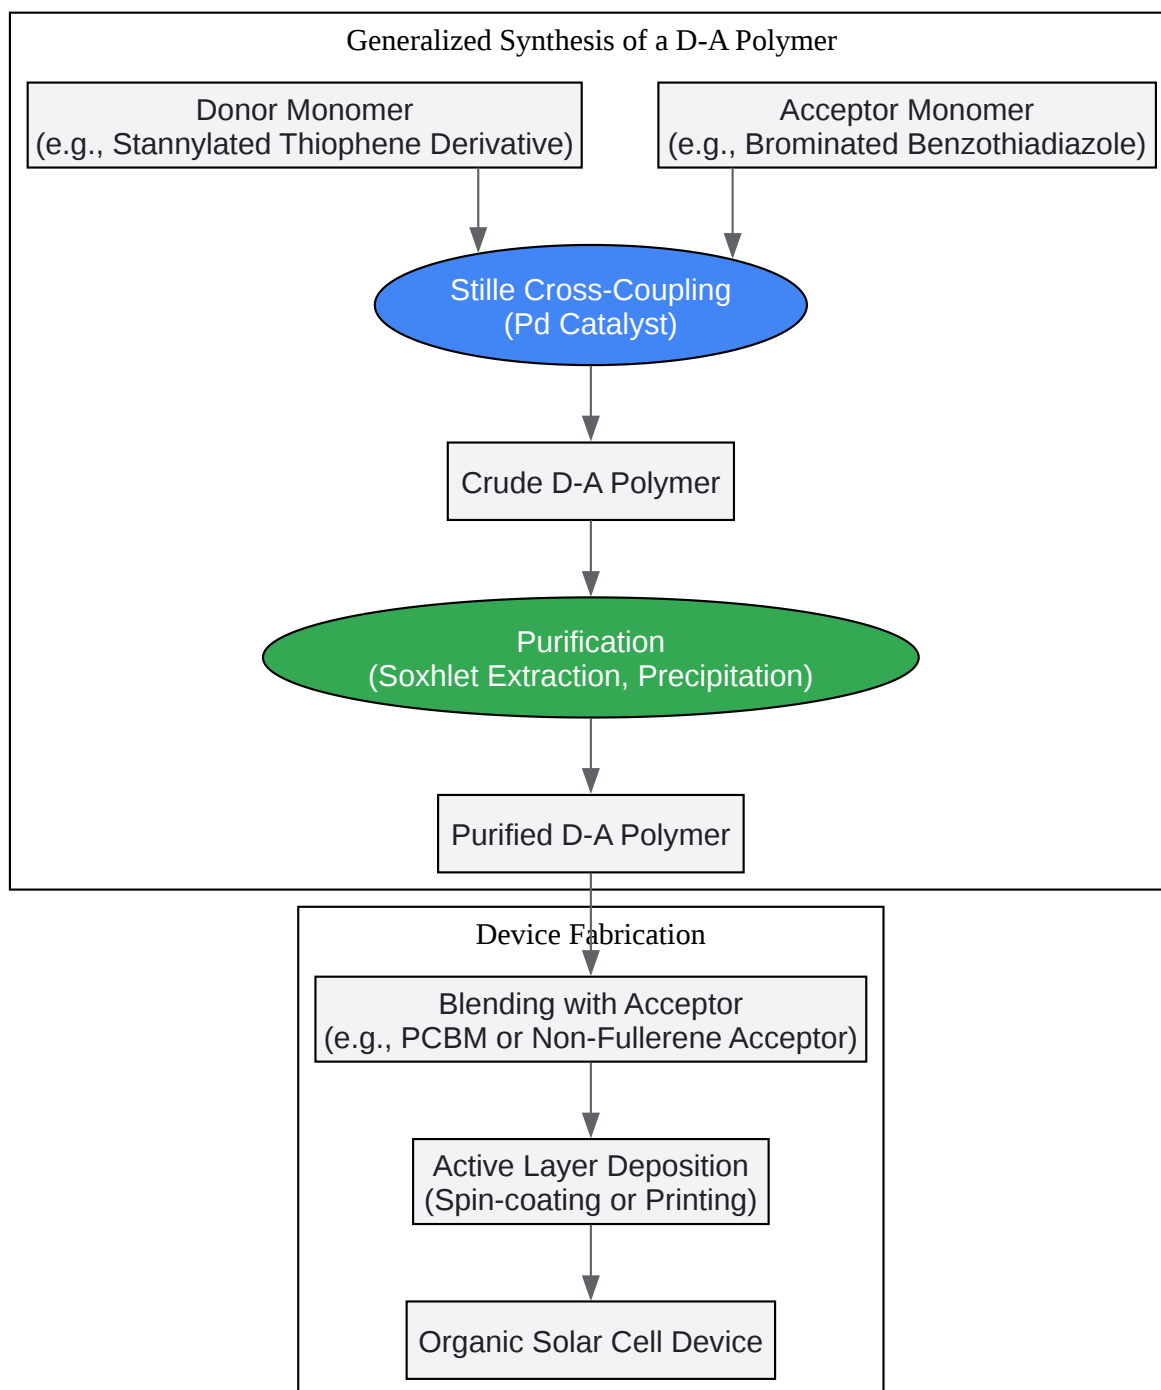 Generalized Synthesis of a D-A Polymer
Donor Monomer
(e.g., Stannylated Thiophene Derivative)
Acceptor Monomer
(e.g., Brominated Benzothiadiazole)
Stille Cross-Coupling
(Pd Catalyst)
Crude D-A Polymer
Purification
(Soxhlet Extraction, Precipitation)
Purified D-A Polymer
Device Fabrication
Blending with Acceptor
(e.g., PCBM or Non-Fullerene Acceptor)
Active Layer Deposition
(Spin-coating or Printing)
Organic Solar Cell Device